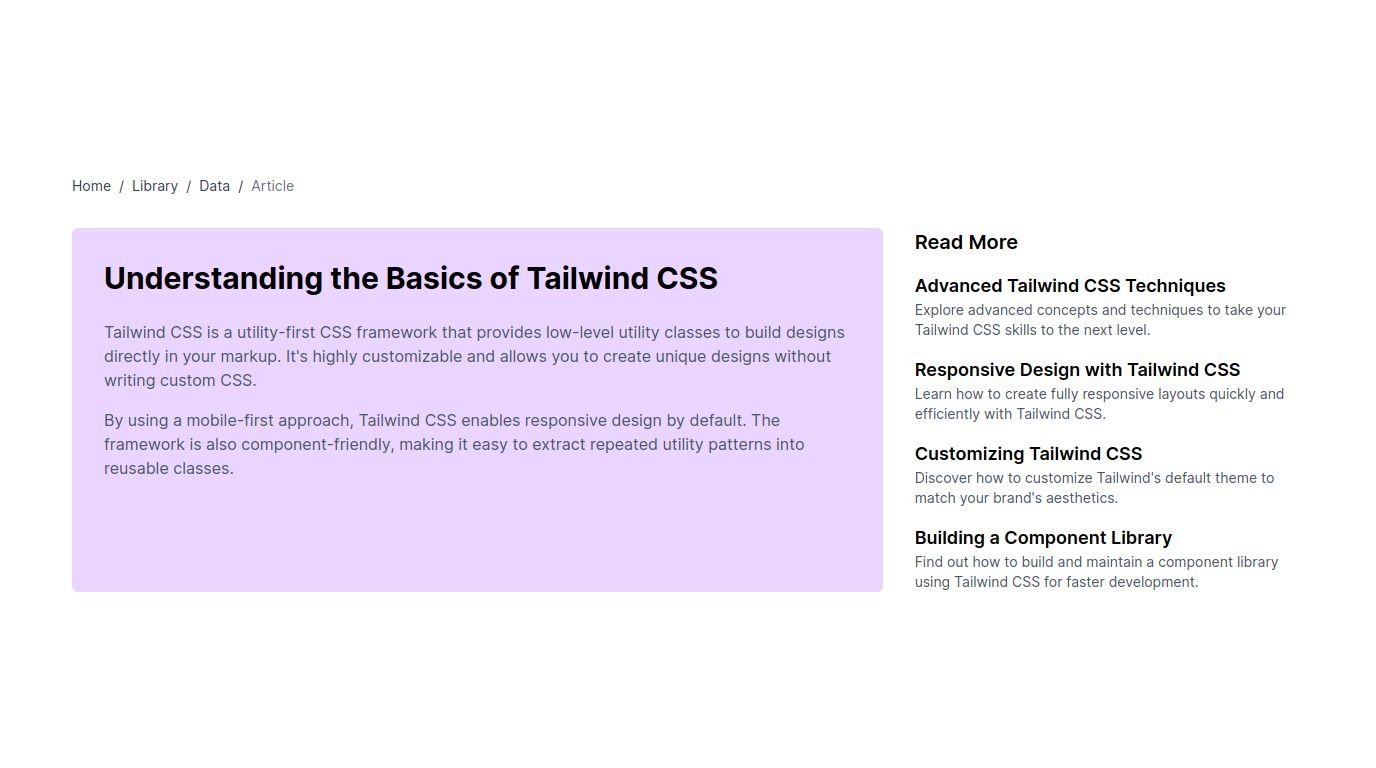 Home / Library / Data / Article
Understanding the Basics of Tailwind CSS
Tailwind CSS is a utility-first CSS framework that provides low-level utility classes to build designs
directly in your markup. It's highly customizable and allows you to create unique designs without
writing custom CSS.
By using a mobile-first approach, Tailwind CSS enables responsive design by default. The
framework is also component-friendly, making it easy to extract repeated utility patterns into
reusable classes.
Read More
Advanced Tailwind CSS Techniques
Explore advanced concepts and techniques to take your
Tailwind CSS skills to the next level.
Responsive Design with Tailwind CSS
Learn how to create fully responsive layouts quickly and
efficiently with Tailwind CSS.
Customizing Tailwind CSS
Discover how to customize Tailwind's default theme to
match your brand's aesthetics.
Building a Component Library
Find out how to build and maintain a component library
using Tailwind CSS for faster development.